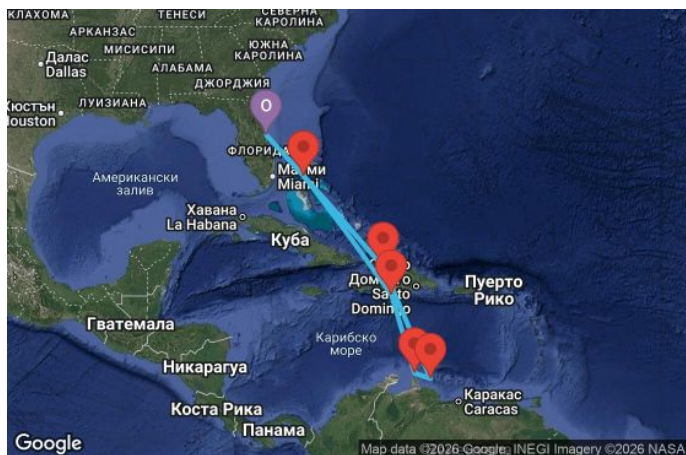 КЛАХОМА
ТЕНЕСИ
СЕВЕРНА
КАРОЛИНА
АРКАНЗАС
МИСИСИПИ
ЮЖНА
КАРОЛИНА
Далас
Dallas
АЛАБАМА
ДЖОРДЖИЯ
ЛУИЗИАНА
Хюстън
Houston
O
ФЛОРИДА
Американски
залив
Miami
Хавана
La Habana
Куба
Santo
Domingo
Пуерто
Рико
Гватемала
Карибско
море
Никарагуа
Каракас
Caracas
Коста Рика
Панама
Google
Map data ©2026 Google, INEGI Imagery ©2026 NASA